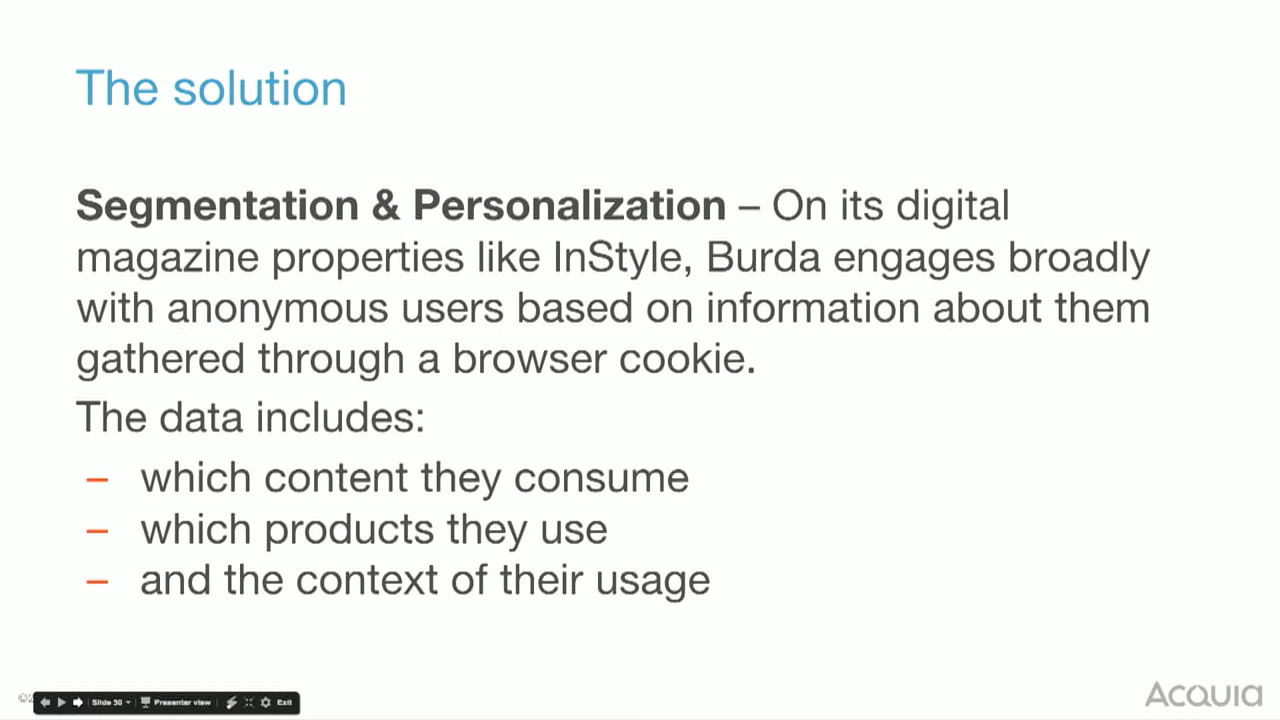 The solution
Segmentation & Personalization – On its digital
magazine properties like InStyle, Burda engages broadly
with anonymous users based on information about them
gathered through a browser cookie.
The data includes:
– which content they consume
– which products they use
– and the context of their usage
Slide 30
Presenter view
Exit
Acquia